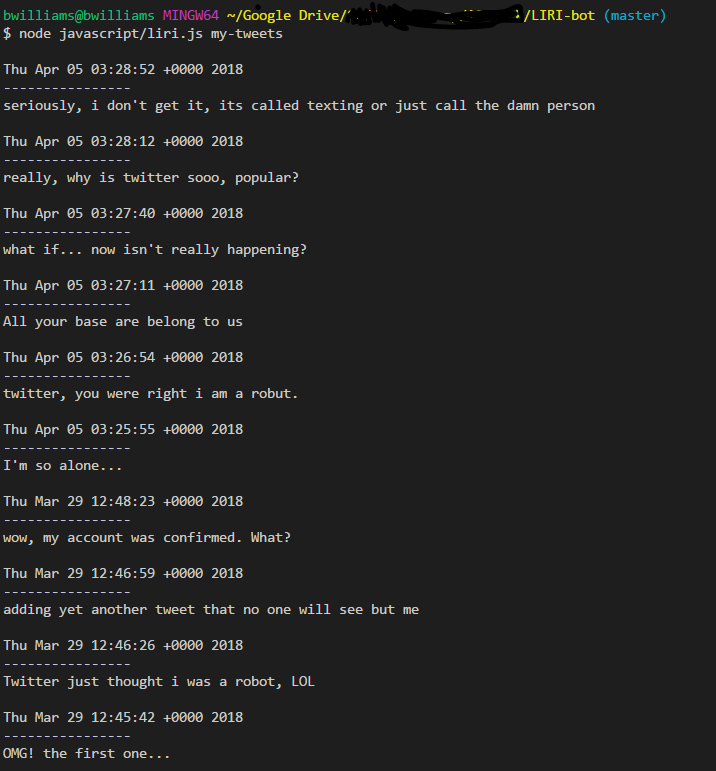 bwilliams@bwilliams MINGW64 ~/Google Drive/ /LIRI-bot (master)
$ node javascript/liri.js my-tweets
Thu Apr 05 03:28:52 +0000 2018
----------------
seriously, i don't get it, its called texting or just call the damn person
Thu Apr 05 03:28:12 +0000 2018
----------------
really, why is twitter sooo, popular?
Thu Apr 05 03:27:40 +0000 2018
----------------
what if... now isn't really happening?
Thu Apr 05 03:27:11 +0000 2018
----------------
All your base are belong to us
Thu Apr 05 03:26:54 +0000 2018
----------------
twitter, you were right i am a robut.
Thu Apr 05 03:25:55 +0000 2018
----------------
I'm so alone...
Thu Mar 29 12:48:23 +0000 2018
----------------
wow, my account was confirmed. What?
Thu Mar 29 12:46:59 +0000 2018
----------------
adding yet another tweet that no one will see but me
Thu Mar 29 12:46:26 +0000 2018
----------------
Twitter just thought i was a robot, LOL
Thu Mar 29 12:45:42 +0000 2018
----------------
OMG! the first one...